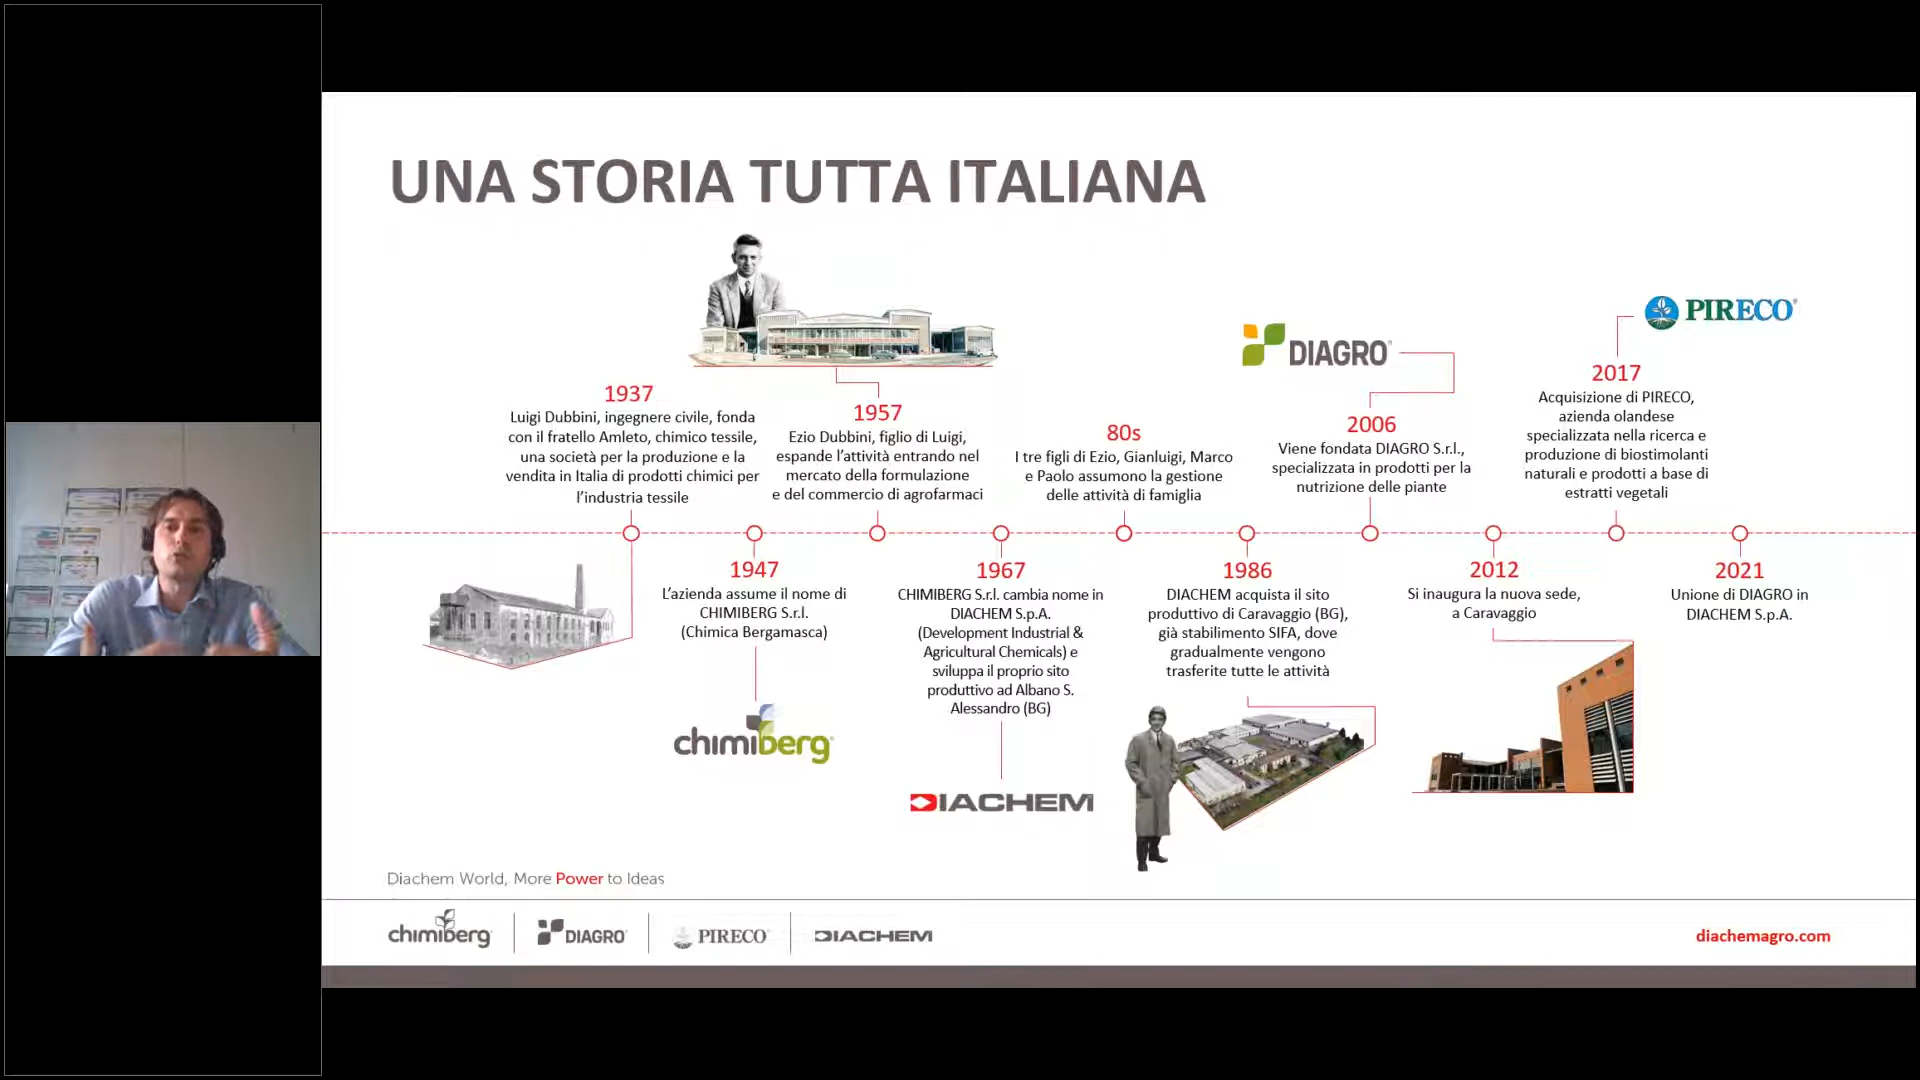 UNA STORIA TUTTA ITALIANA
1937
Luigi Dubbini, ingegnere civile, fonda
con il fratello Amleto, chimico tessile,
una società per la produzione e la
vendita in Italia di prodotti chimici per
l'industria tessile
1947
L'azienda assume il nome di
CHIMIBERG S.r.l.
(Chimica Bergamasca)
chimiberg
1957
Ezio Dubbini, figlio di Luigi,
espande l'attività entrando nel
mercato della formulazione
e del commercio di agrofarmaci
1967
CHIMIBERG S.r.l. cambia nome in
DIACHEM S.p.A.
(Development Industrial &
Agricultural Chemicals) e
sviluppa il proprio sito
produttivo ad Albano S.
Alessandro (BG)
DIACHEM
80s
I tre figli di Ezio, Gianluigi, Marco
e Paolo assumono la gestione
delle attività di famiglia
1986
DIACHEM acquista il sito
produttivo di Caravaggio (BG),
già stabilimento SIFA, dove
gradualmente vengono
trasferite tutte le attività
DIAGRO
2006
Viene fondata DIAGRO S.r.l.,
specializzata in prodotti per la
nutrizione delle piante
2012
Si inaugura la nuova sede,
a Caravaggio
PIRECO
2017
Acquisizione di PIRECO,
azienda olandese
specializzata nella ricerca e
produzione di biostimolanti
naturali e prodotti a base di
estratti vegetali
2021
Unione di DIAGRO in
DIACHEM S.p.A.
Diachem World, More Power to Ideas
chimiberg DIAGRO PIRECO DIACHEM
diachemagro.com